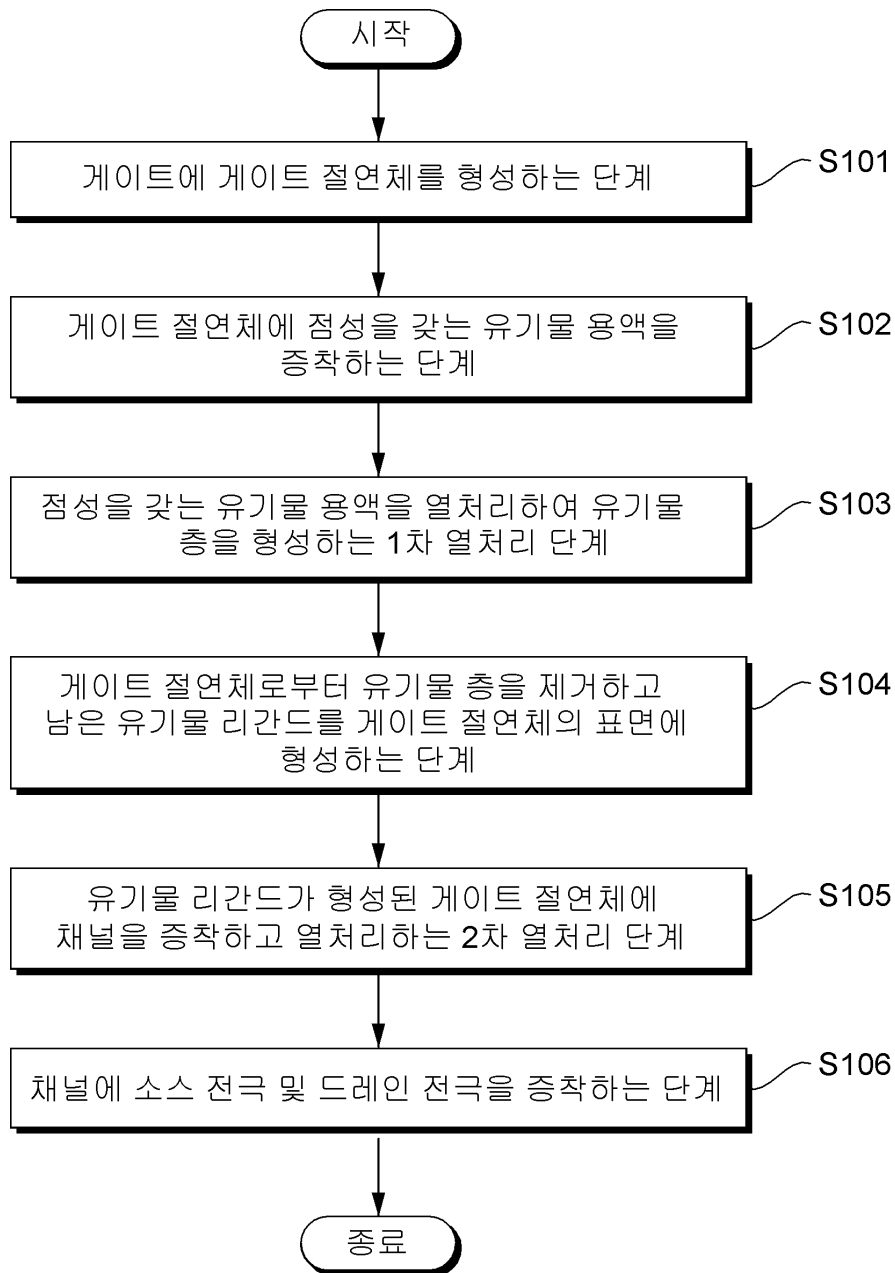 시작
게이트에 게이트 절연체를 형성하는 단계
S101
게이트 절연체에 점성을 갖는 유기물 용액을
증착하는 단계
S102
점성을 갖는 유기물 용액을 열처리하여 유기물
층을 형성하는 1차 열처리 단계
S103
게이트 절연체로부터 유기물 층을 제거하고
남은 유기물 리간드를 게이트 절연체의 표면에
형성하는 단계
S104
유기물 리간드가 형성된 게이트 절연체에
채널을 증착하고 열처리하는 2차 열처리 단계
S105
채널에 소스 전극 및 드레인 전극을 증착하는 단계
S106
종료